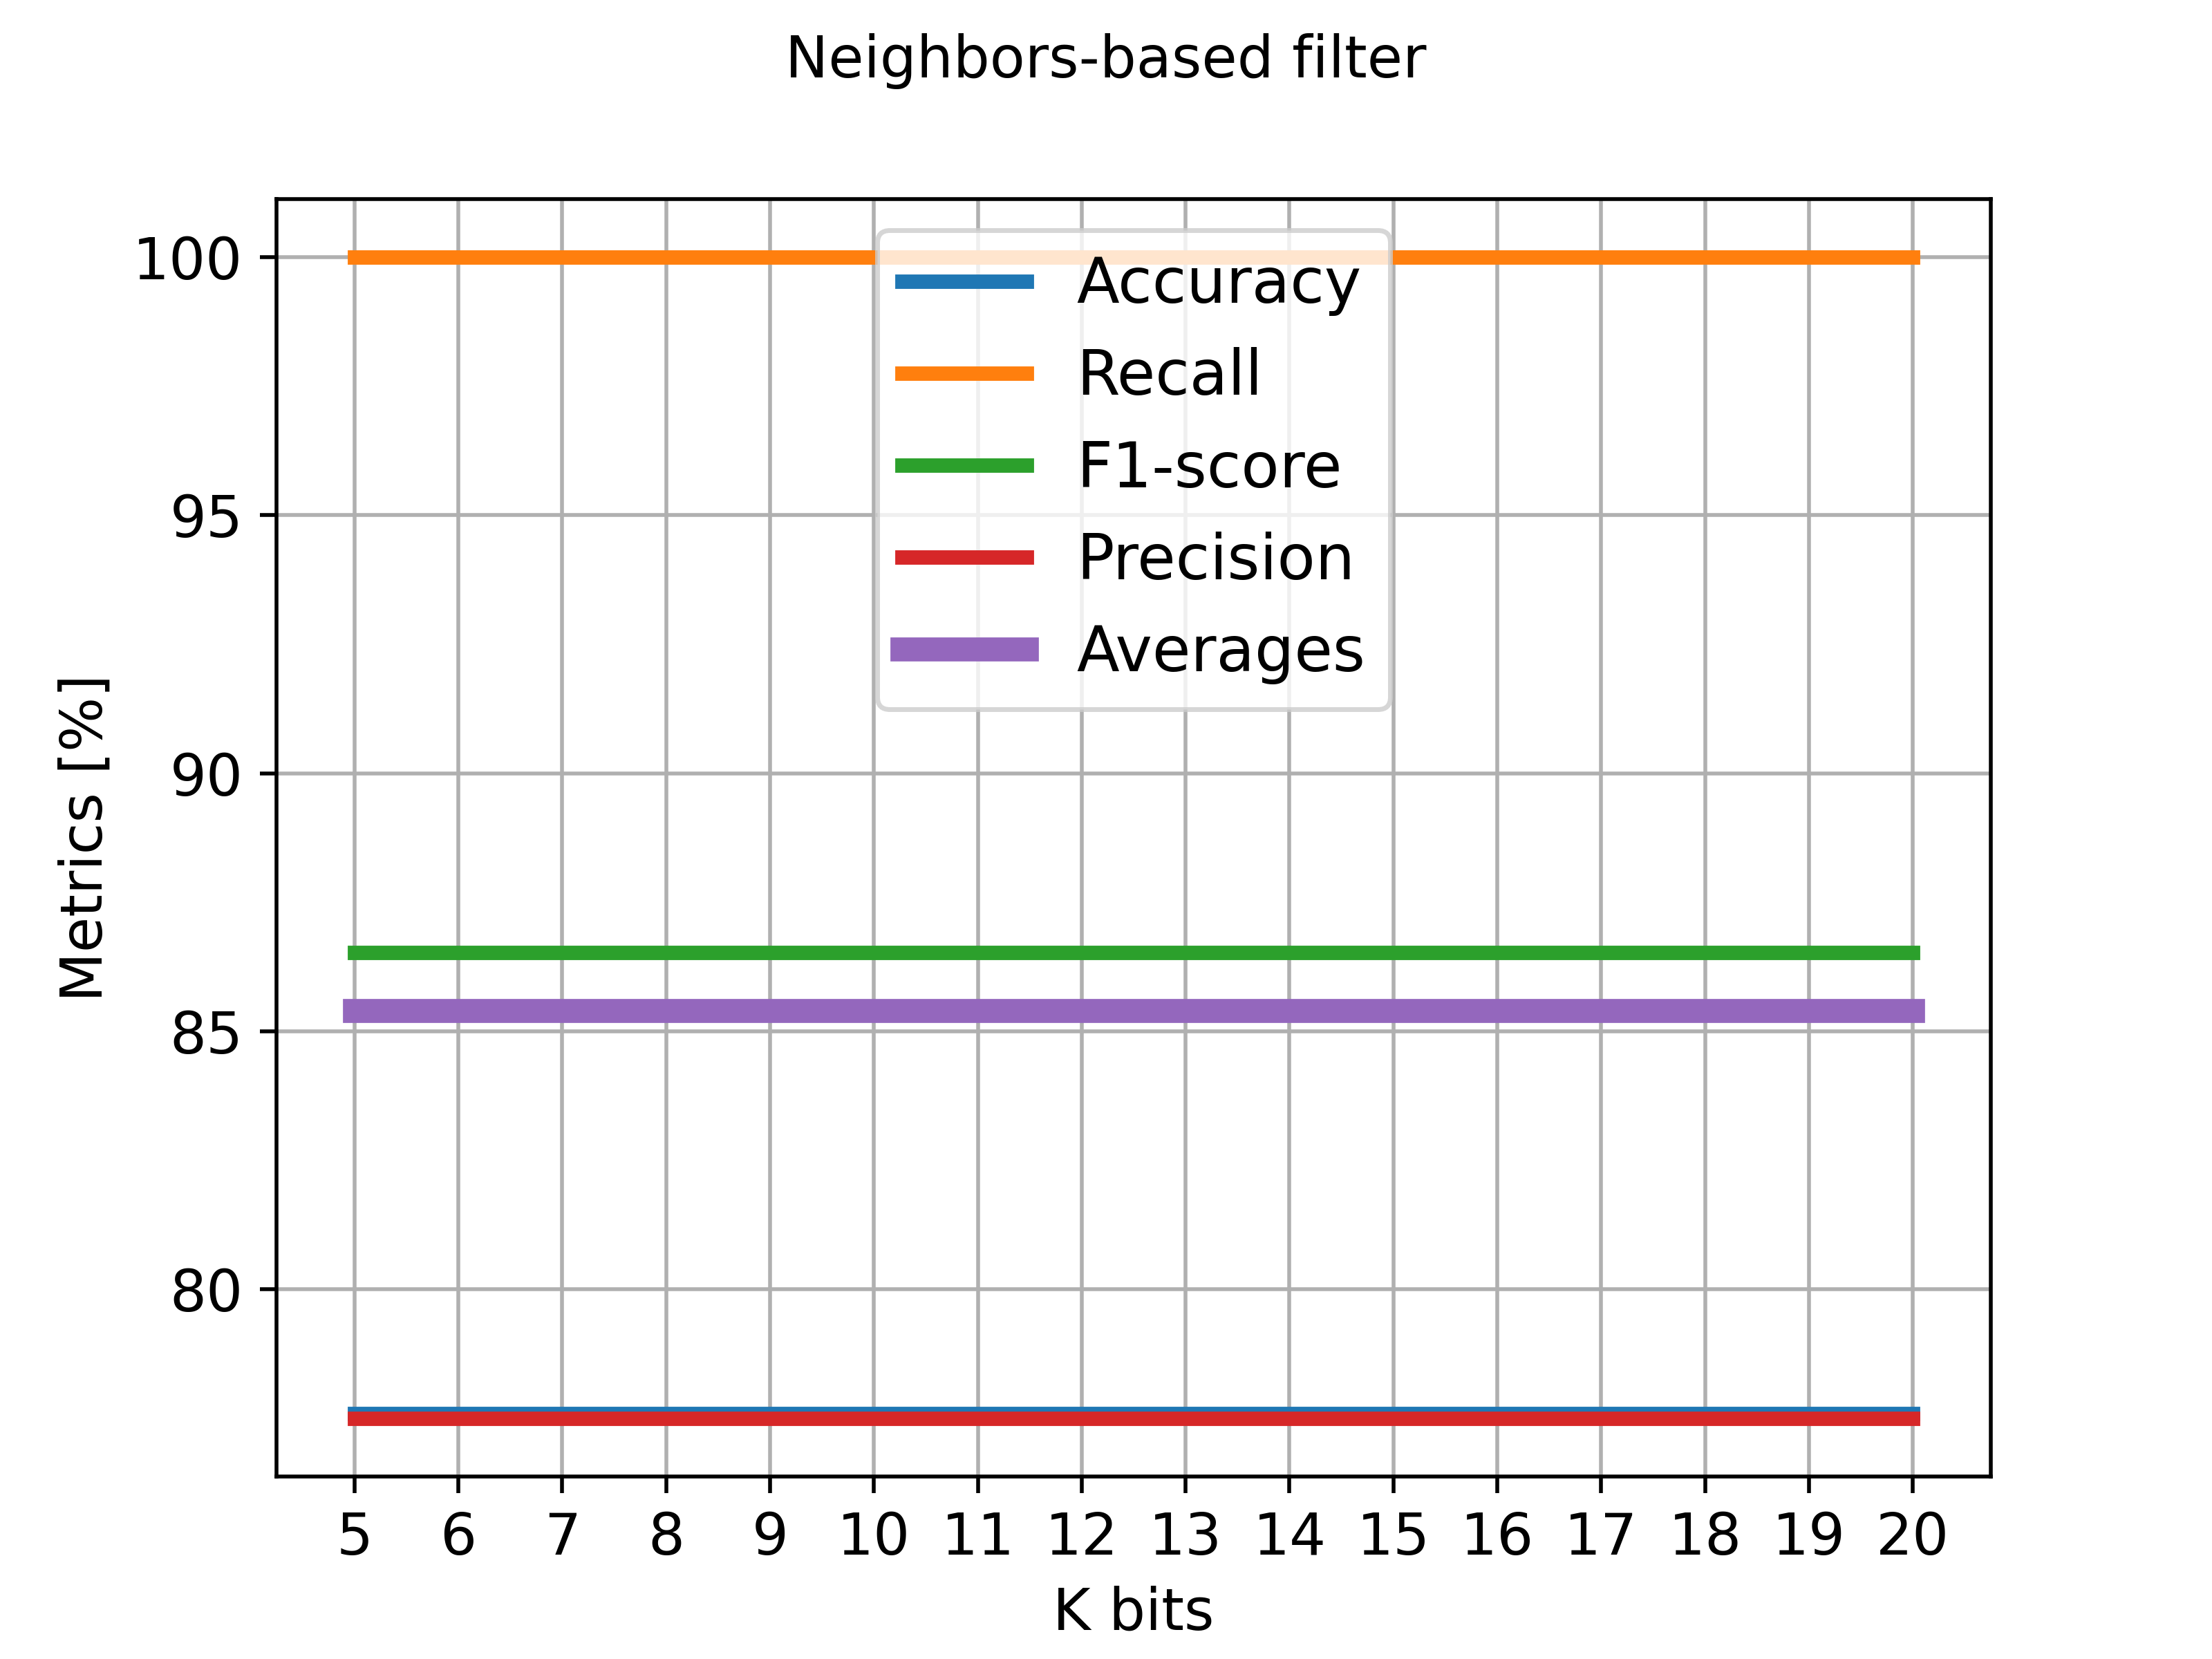 Neighbors-based filter
100
95
90
85
80
Metrics [%]
Accuracy
Recall
F1-score
Precision
Averages
5 6 7 8 9 10 11 12 13 14 15 16 17 18 19 20
K bits